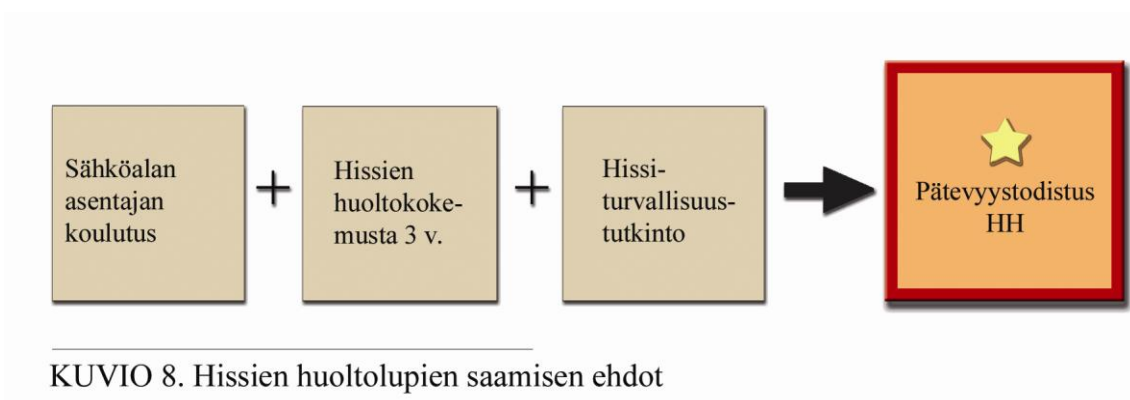 Sähköalan
asentajan
koulutus
+
Hissien
huoltokoke-
musta 3 v.
+
Hissi-
turvallisuus-
tutkinto
Pätevyystodistus
HH
KUVIO 8. Hissien huoltolupien saamisen ehdot